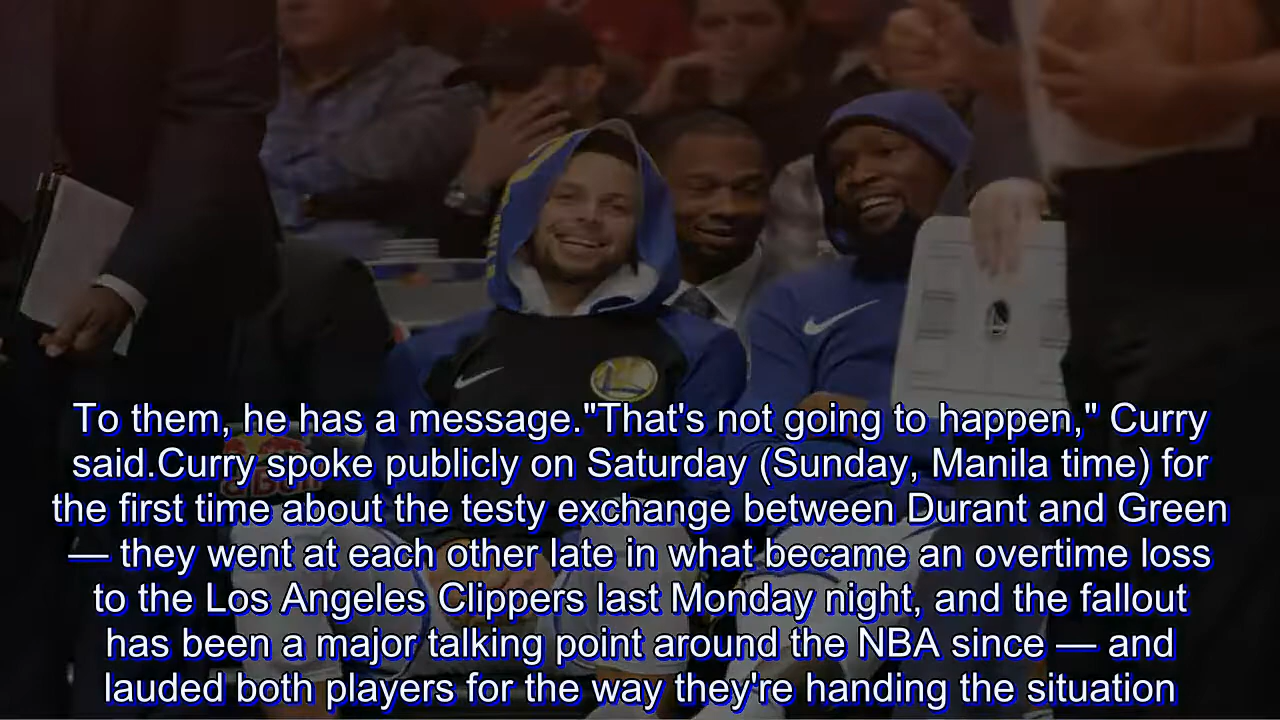 To them, he has a message."That's not going to happen," Curry
said.Curry spoke publicly on Saturday (Sunday, Manila time) for
the first time about the testy exchange between Durant and Green
— they went at each other late in what became an overtime loss
to the Los Angeles Clippers last Monday night, and the fallout
has been a major talking point around the NBA since — and
lauded both players for the way they're handing the situation